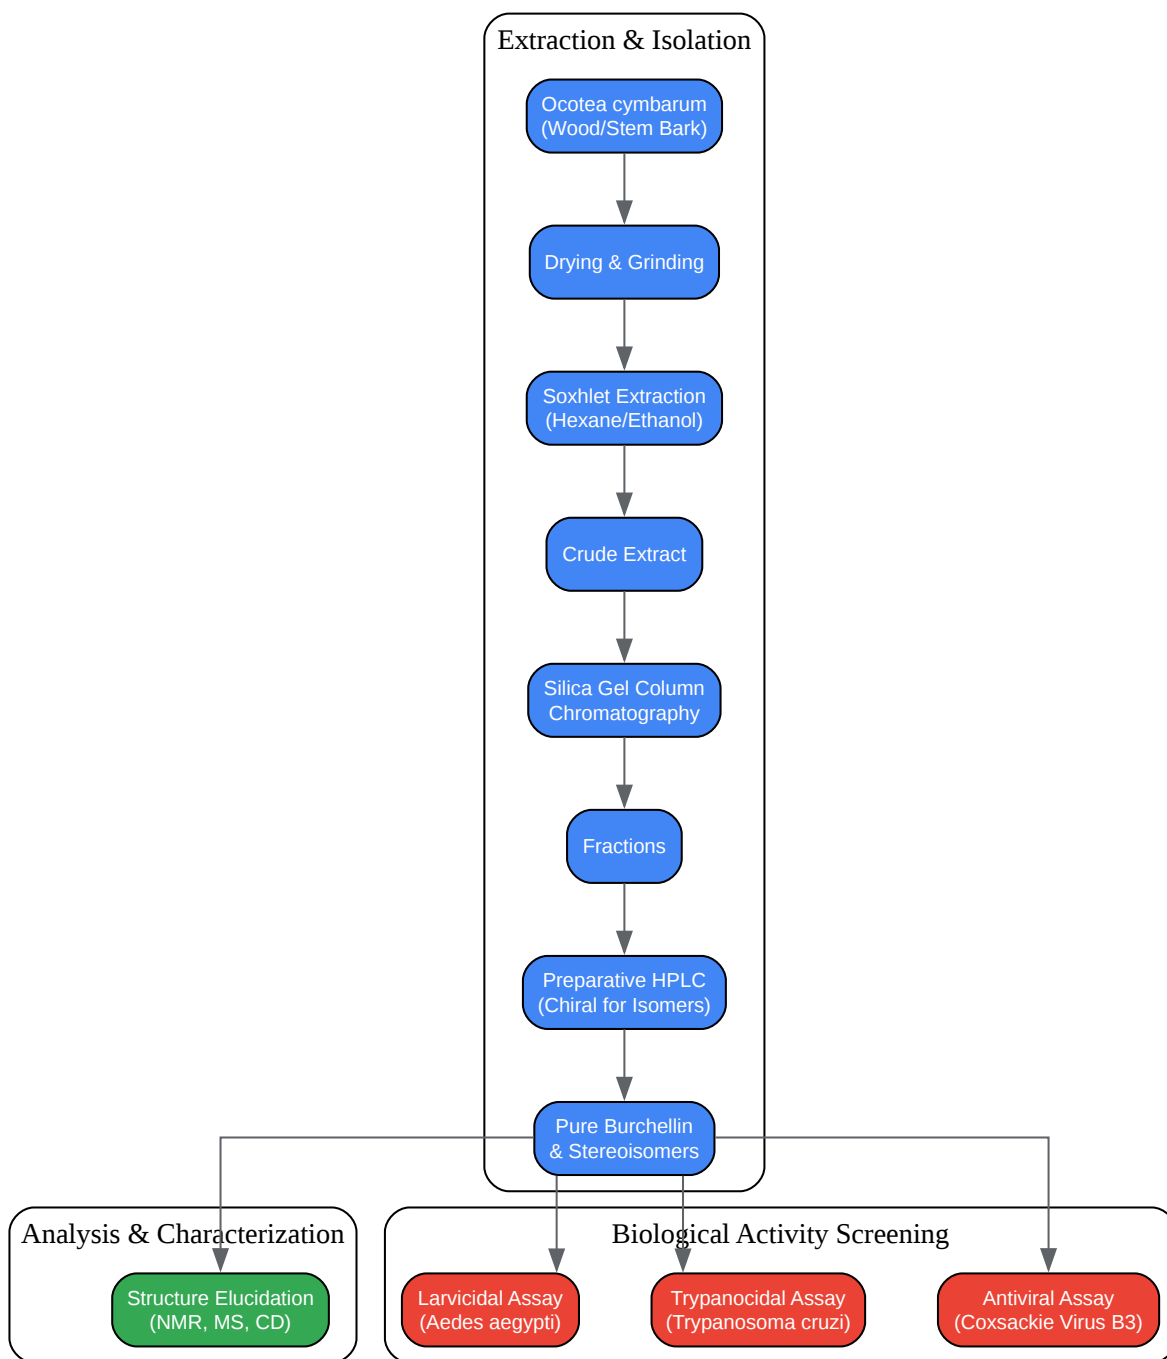 Extraction & Isolation
Ocotea cymbarum
(Wood/Stem Bark)
Drying & Grinding
Soxhlet Extraction
(Hexane/Ethanol)
Crude Extract
Silica Gel Column
Chromatography
Fractions
Preparative HPLC
(Chiral for Isomers)
Pure Burchellin
& Stereoisomers
Analysis & Characterization
Structure Elucidation
(NMR, MS, CD)
Biological Activity Screening
Larvicidal Assay
(Aedes aegypti)
Trypanocidal Assay
(Trypanosoma cruzi)
Antiviral Assay
(Coxsackie Virus B3)